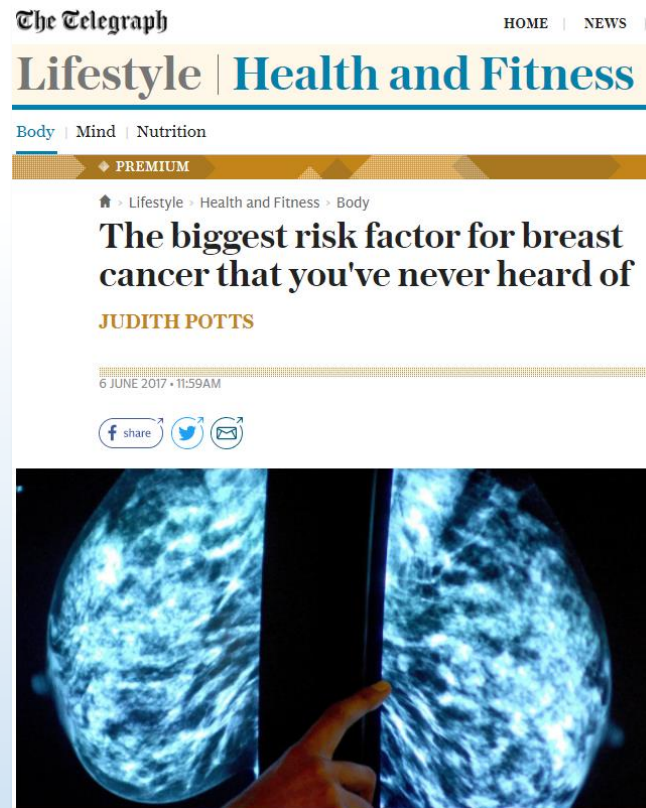 The Telegraph
HOME | NEWS
Lifestyle | Health and Fitness
Body | Mind | Nutrition
PREMIUM
Lifestyle > Health and Fitness > Body
The biggest risk factor for breast
cancer that you've never heard of
JUDITH POTTS
6 JUNE 2017 • 11:59AM
share